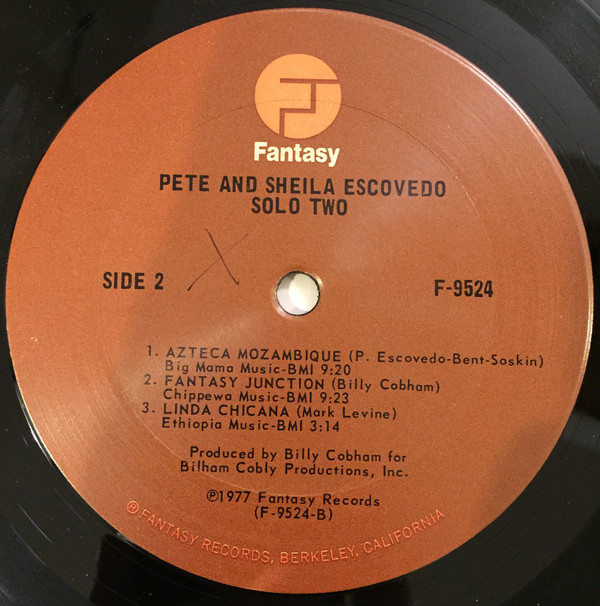 Fantasy
PETE AND SHEILA ESCOVEDO
SOLO TWO
X
SIDE 2
F-9524
1. AZTECA MOZAMBIQUE (P. Escovedo-Bent-Soskin)
Big Mama Music-BMI 9:20
2. FANTASY JUNCTION (Billy Cobham)
Chippewa Music-BMI 9:23
3. LINDA CHICANA (Mark Levine)
Ethiopia Music-BMI 3:14
Produced by Billy Cobham for
Bilham Cobly Productions, Inc.
℗1977 Fantasy Records
(F-9524-B)
® FANTASY RECORDS, BERKELEY, CALIFORNIA